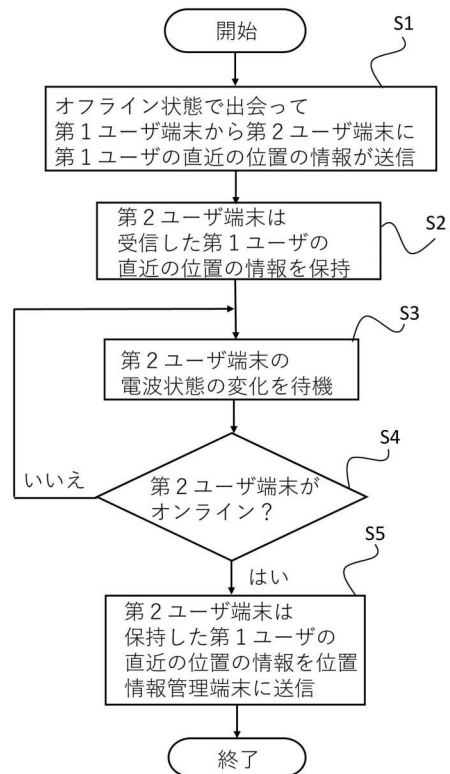 開始
S1
オフライン状態で出会って
第１ユーザ端末から第２ユーザ端末に
第１ユーザの直近の位置の情報が送信
S2
第２ユーザ端末は
受信した第１ユーザの
直近の位置の情報を保持
S3
第２ユーザ端末の
電波状態の変化を待機
S4
いいえ
第２ユーザ端末が
オンライン？
はい
S5
第２ユーザ端末は
保持した第１ユーザの
直近の位置の情報を位置
情報管理端末に送信
終了